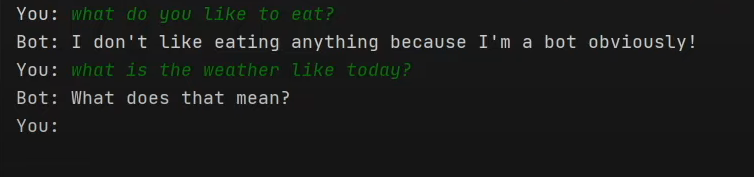 You: what do you like to eat?
Bot: I don't like eating anything because I'm a bot obviously!
You: what is the weather like today?
Bot: What does that mean?
You: